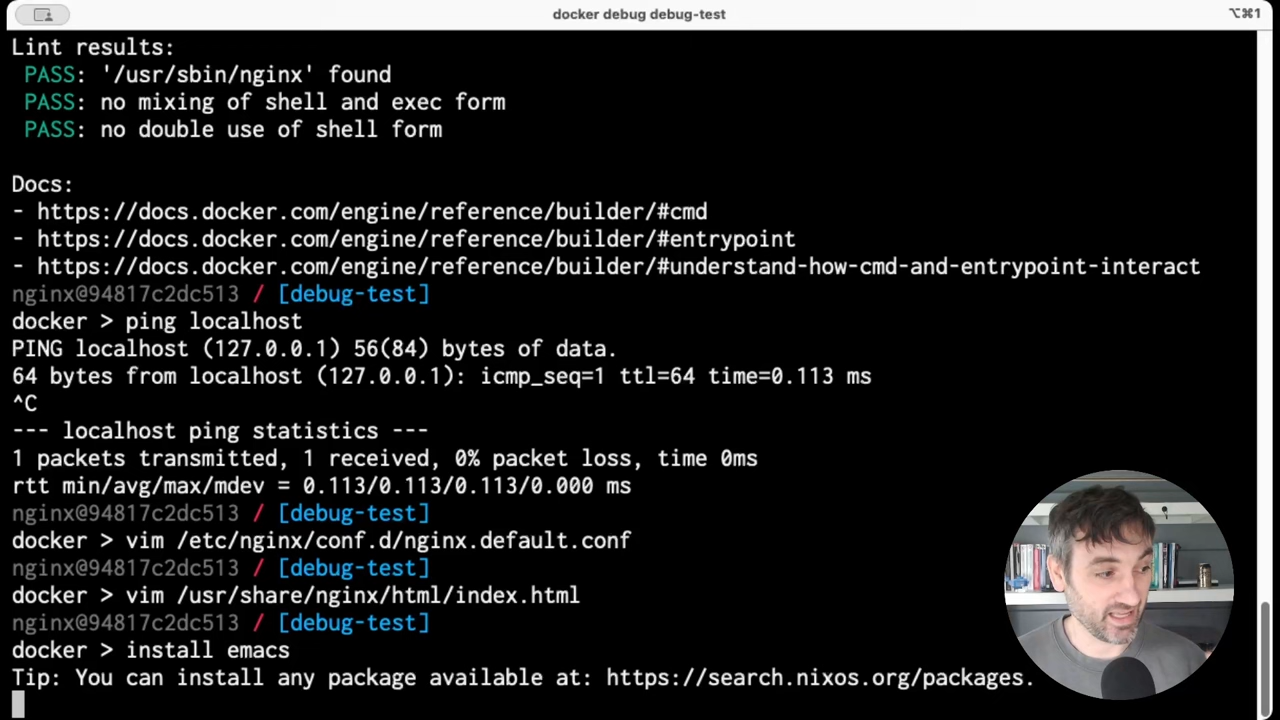 docker debug debug-test
⌥⌘1
Lint results:
PASS: '/usr/sbin/nginx' found
PASS: no mixing of shell and exec form
PASS: no double use of shell form
Docs:
- https://docs.docker.com/engine/reference/builder/#cmd
- https://docs.docker.com/engine/reference/builder/#entrypoint
- https://docs.docker.com/engine/reference/builder/#understand-how-cmd-and-entrypoint-interact
nginx@94817c2dc513 / [debug-test]
docker > ping localhost
PING localhost (127.0.0.1) 56(84) bytes of data.
64 bytes from localhost (127.0.0.1): icmp_seq=1 ttl=64 time=0.113 ms
^C
--- localhost ping statistics ---
1 packets transmitted, 1 received, 0% packet loss, time 0ms
rtt min/avg/max/mdev = 0.113/0.113/0.113/0.000 ms
nginx@94817c2dc513 / [debug-test]
docker > vim /etc/nginx/conf.d/nginx.default.conf
nginx@94817c2dc513 / [debug-test]
docker > vim /usr/share/nginx/html/index.html
nginx@94817c2dc513 / [debug-test]
docker > install emacs
Tip: You can install any package available at: https://search.nixos.org/packages.